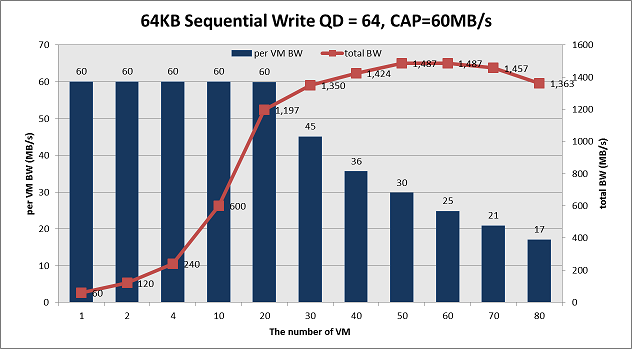 64KB Sequential Write QD = 64, CAP=60MB/s
per VM BW
total BW
per VM BW (MB/s)
0
10
20
30
40
50
60
70
total BW (MB/s)
0
200
400
600
800
1000
1200
1400
1600
60 60 60 60 60 45 36 30 25 21 17
60 120 240 600 1,197 1,350 1,424 1,487 1,487 1,457 1,363
1 2 4 10 20 30 40 50 60 70 80
The number of VM